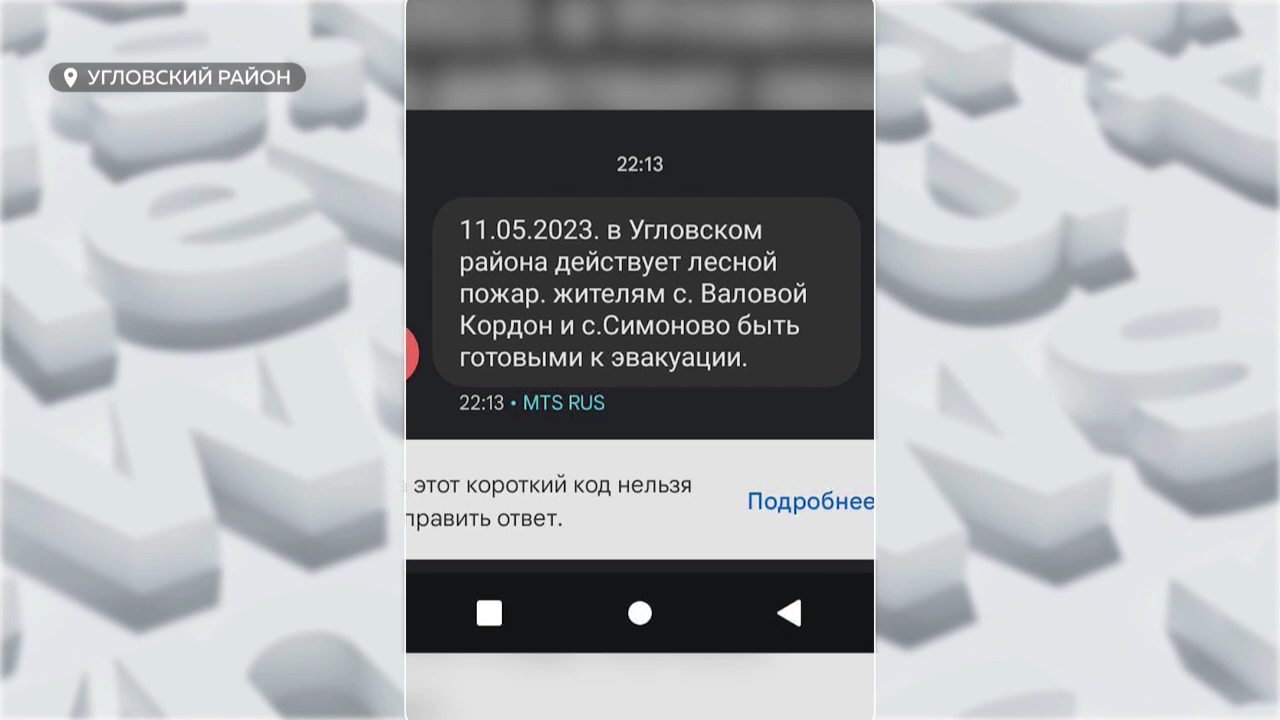 УГЛОВСКИЙ РАЙОН
22:13
11.05.2023. в Угловском
района действует лесной
пожар. жителям с. Валовой
Кордон и с.Симоново быть
готовыми к эвакуации.
22:13 • MTS RUS
этот короткий код нельзя
править ответ.
Подробнее